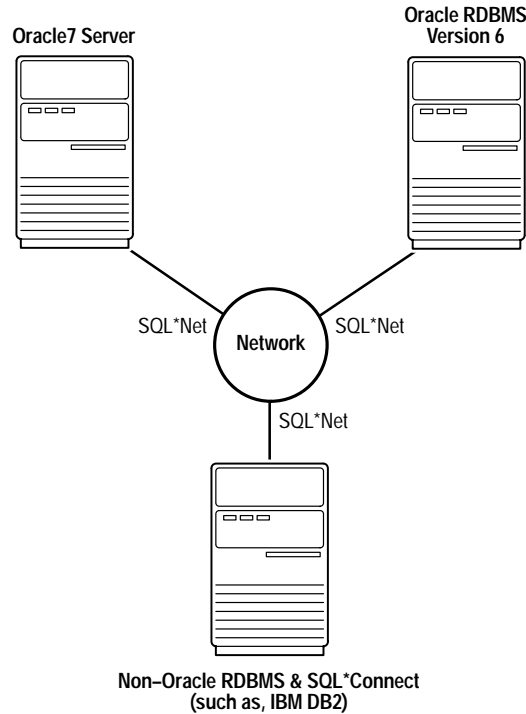 Oracle7 Server
Oracle RDBMS
Version 6
SQL*Net
SQL*Net
Network
SQL*Net
Non–Oracle RDBMS & SQL*Connect
(such as, IBM DB2)